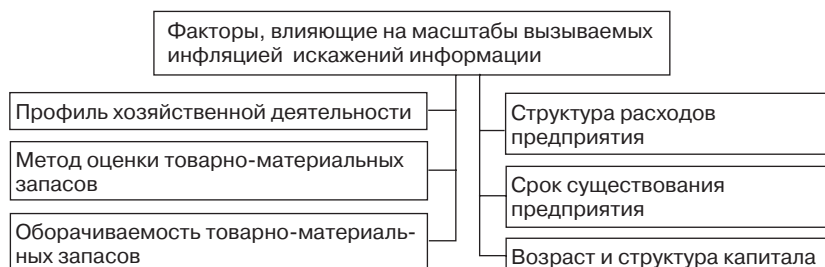 Факторы, влияющие на масштабы вызываемых
инфляцией искажений информации
Профиль хозяйственной деятельности
Метод оценки товарно-материальных
запасов
Оборачиваемость товарно-материаль-
ных запасов
Структура расходов
предприятия
Срок существования
предприятия
Возраст и структура капитала